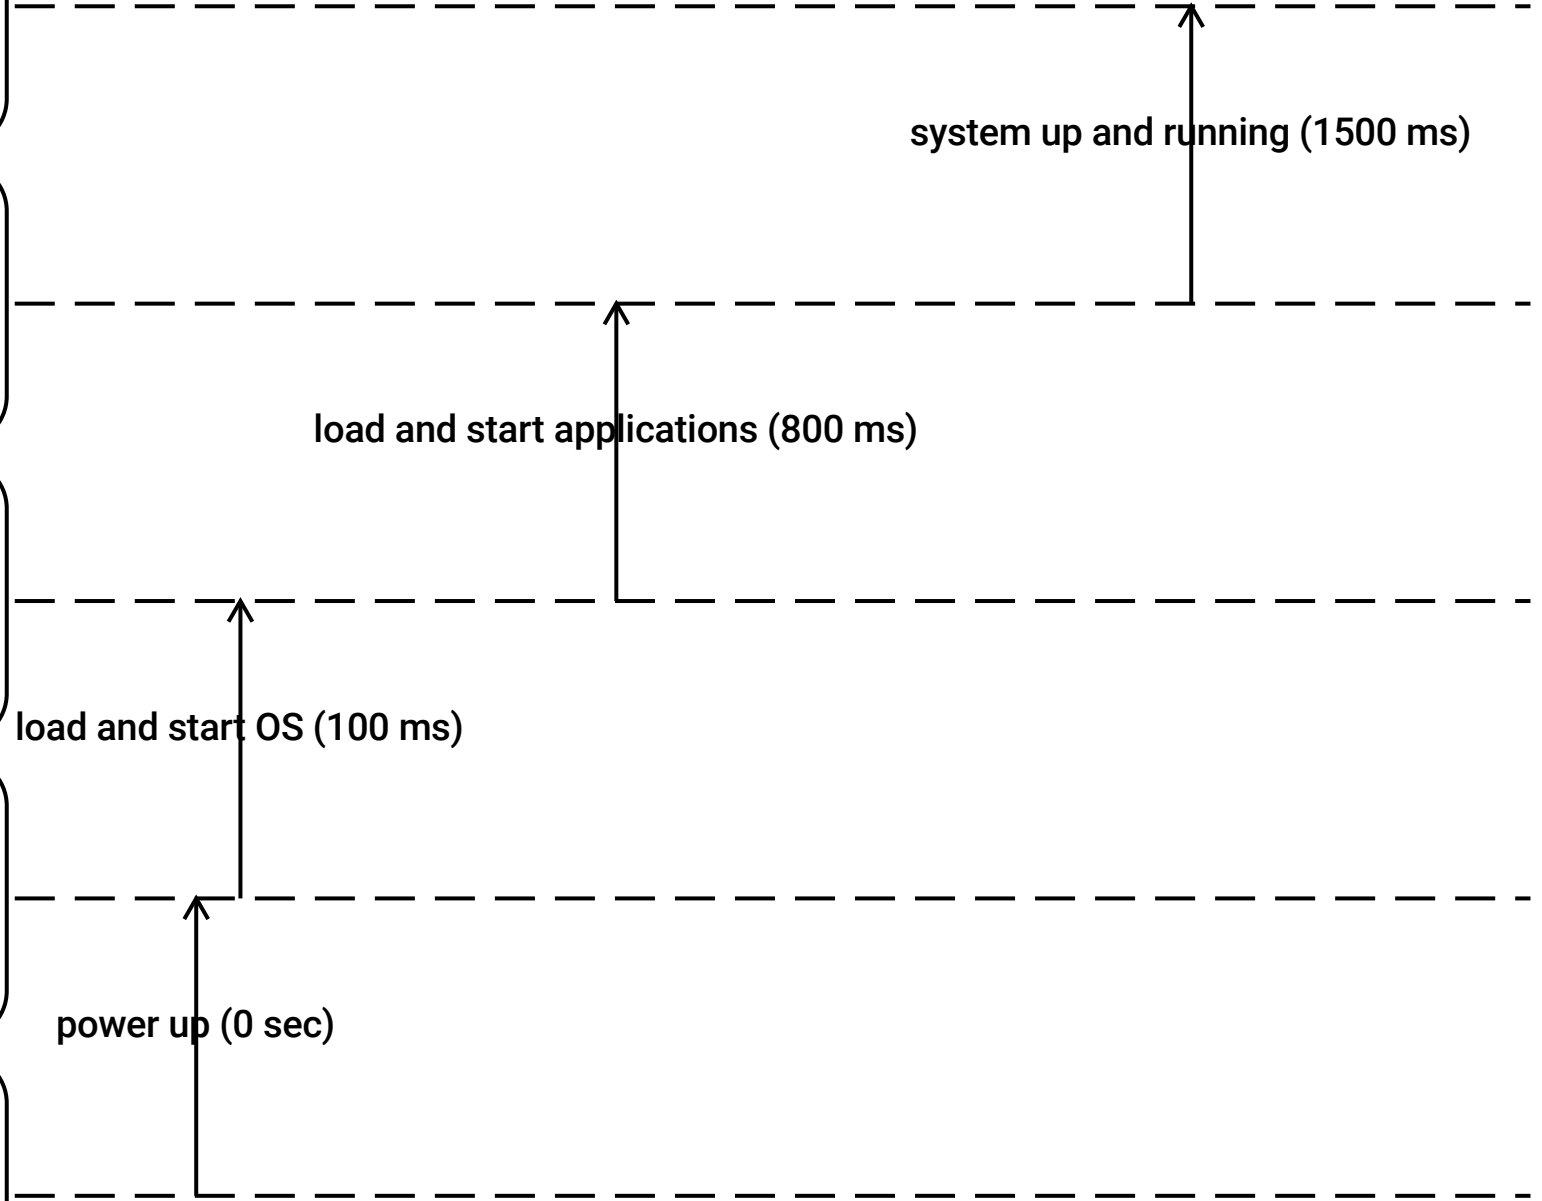 system up and running (1500 ms)
load and start applications (800 ms)
load and start OS (100 ms)
power up (0 sec)